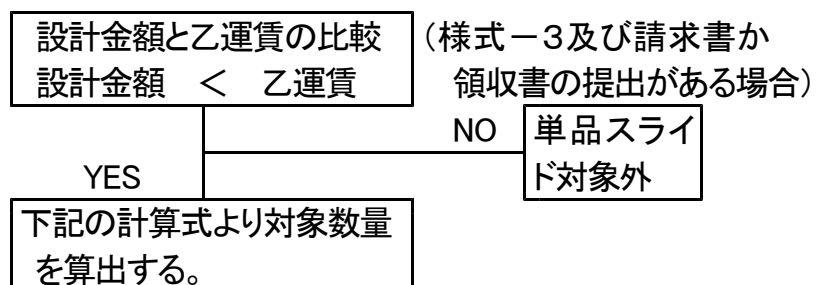 設計金額と乙運賃の比較
設計金額　＜　乙運賃
（様式－3及び請求書か
領収書の提出がある場合）
NO
単品スライ
ド対象外
YES
下記の計算式より対象数量
を算出する。